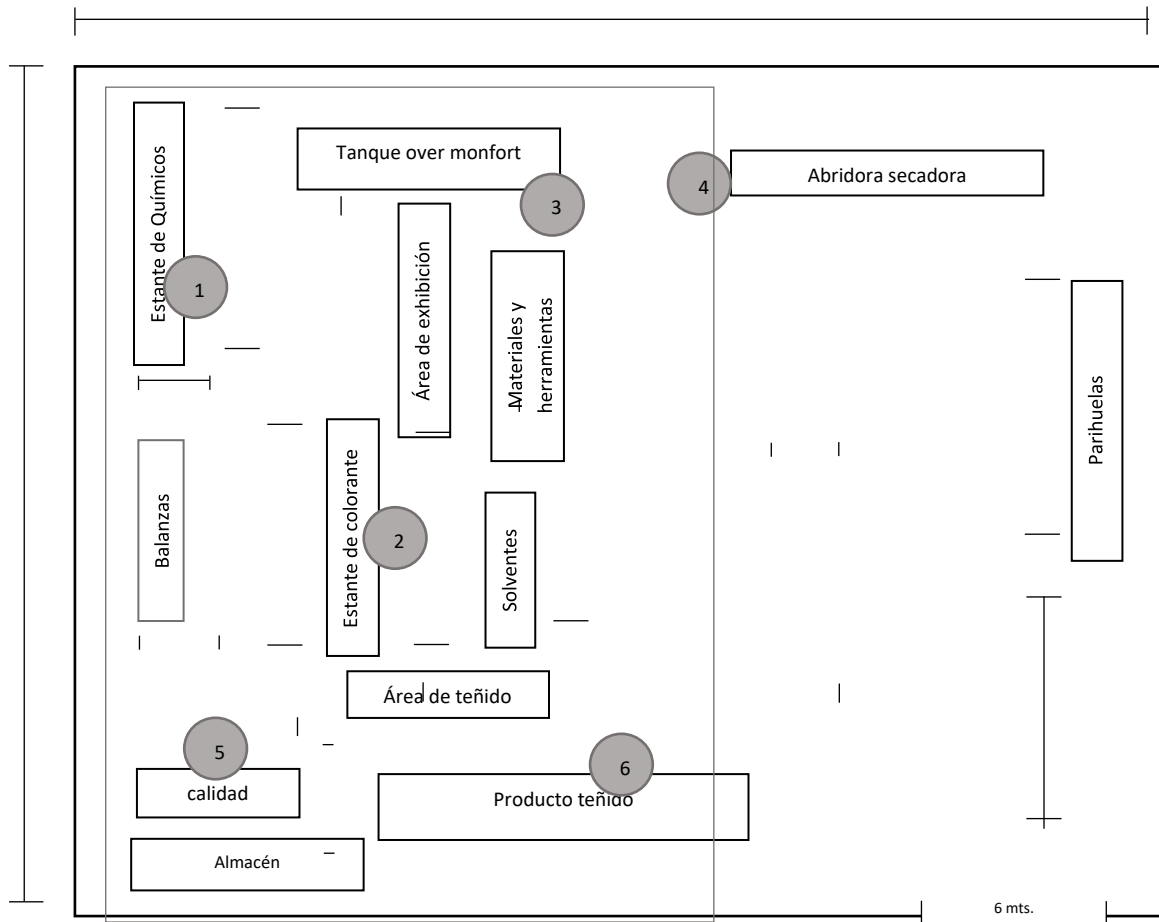 Tanque over monfort
Abridora secadora
4
3
Estante de Químicos
1
Área de exhibición
Materiales y
herramientas
Parihuelas
Balanzas
Estante de colorante
2
Solventes
Área de teñido
5
6
calidad
Producto teñido
Almacén
6 mts.